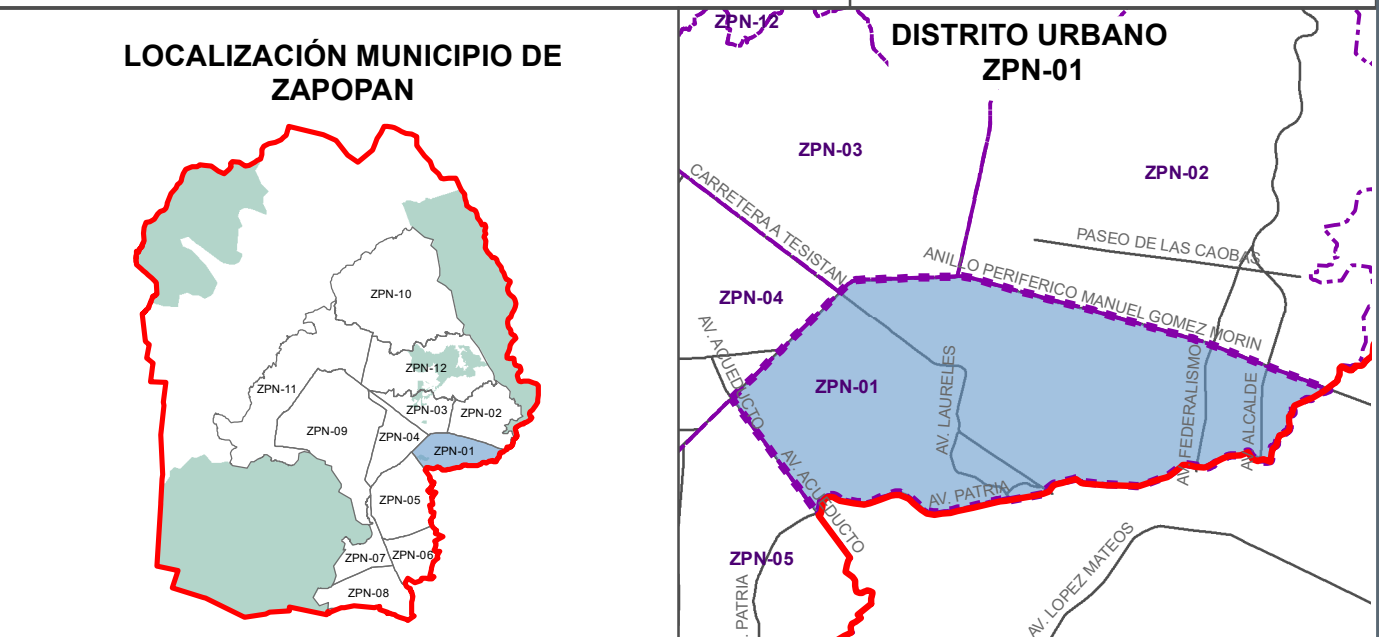 LOCALIZACIÓN MUNICIPIO DE
ZAPOPAN
ZPN-10
ZPN-12
ZPN-11
ZPN-03
ZPN-02
ZPN-09
ZPN-04
ZPN-01
ZPN-05
ZPN-07
ZPN-06
ZPN-08
ZPN-12
DISTRITO URBANO
ZPN-01
ZPN-03
ZPN-02
CARRETERA A TESISTAN
PASEO DE LAS CAOBAS
ANILLO PERIFERICO MANUEL GOMEZ MORIN
ZPN-04
AV. ACUEDUCTO
ZPN-01
AV. LAURELES
AV. FEDERALISMO
AV. ALCALDE
AV. ACUEDUCTO
AV. PATRIA
ZPN-05
. PATRIA
AV. LOPEZ MATEOS